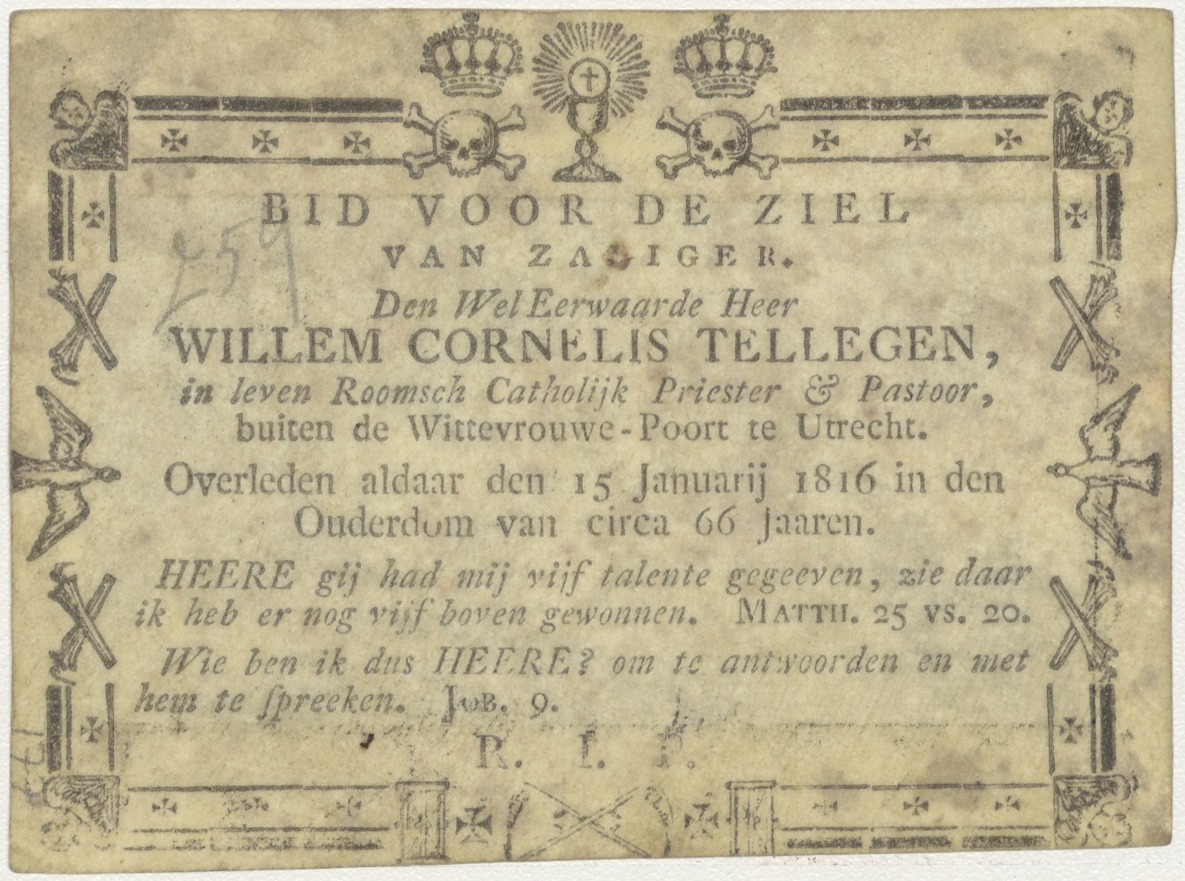 BID VOOR DE ZIEL
VAN ZALIGER.
Den WelEerwaarde Heer
WILLEM CORNELIS TELLEGEN,
in leven Roomsch Catholijk Priester & Pastoor,
buiten de Wittevrouwe-Poort te Utrecht.
Overleden aldaar den 15 Januarij 1816 in den
Ouderdom van circa 66 Jaaren.
HEERE gij had mij vijf talente gegeeven, zie daar
ik heb er nog vijf boven gewonnen. MATTH. 25 VS. 20.
Wie ben ik dus HEERE? om te antwoorden en met
hem te ſpreeken. JOB. 9.
R. I. P.